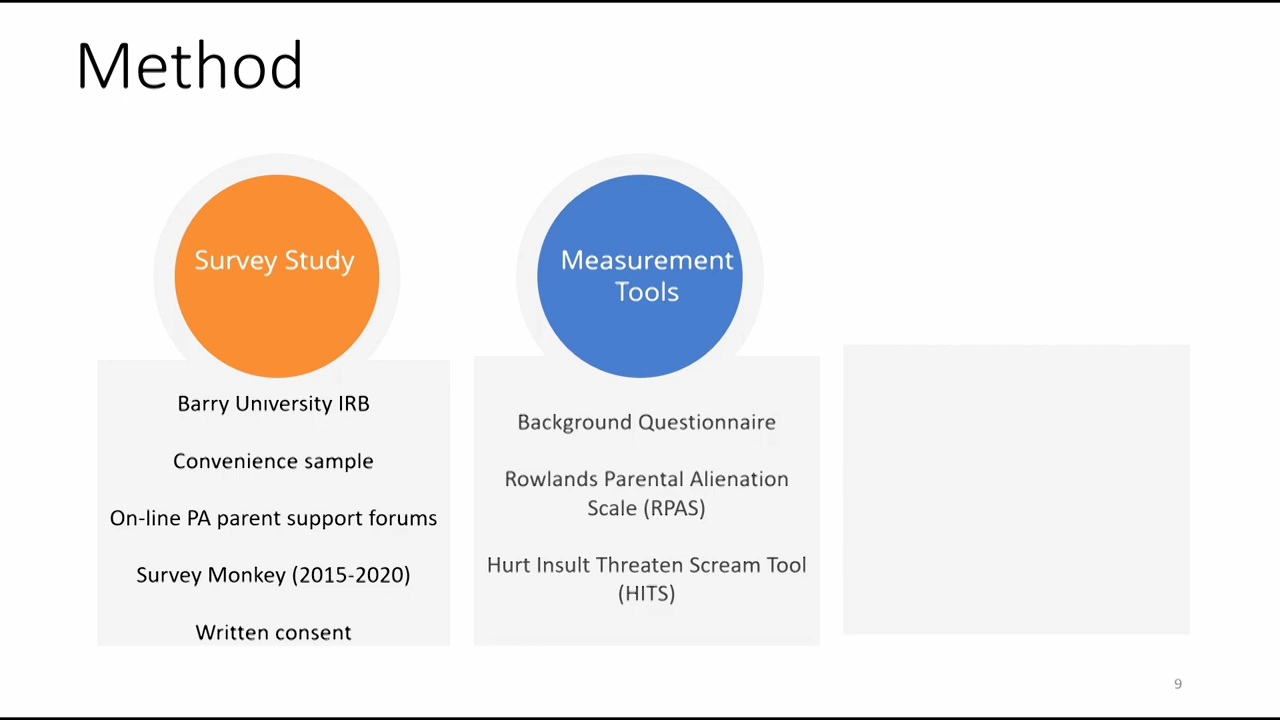 Method
Survey Study
Barry University IRB
Convenience sample
On-line PA parent support forums
Survey Monkey (2015-2020)
Written consent
Measurement
Tools
Background Questionnaire
Rowlands Parental Alienation
Scale (RPAS)
Hurt Insult Threaten Scream Tool
(HITS)
9